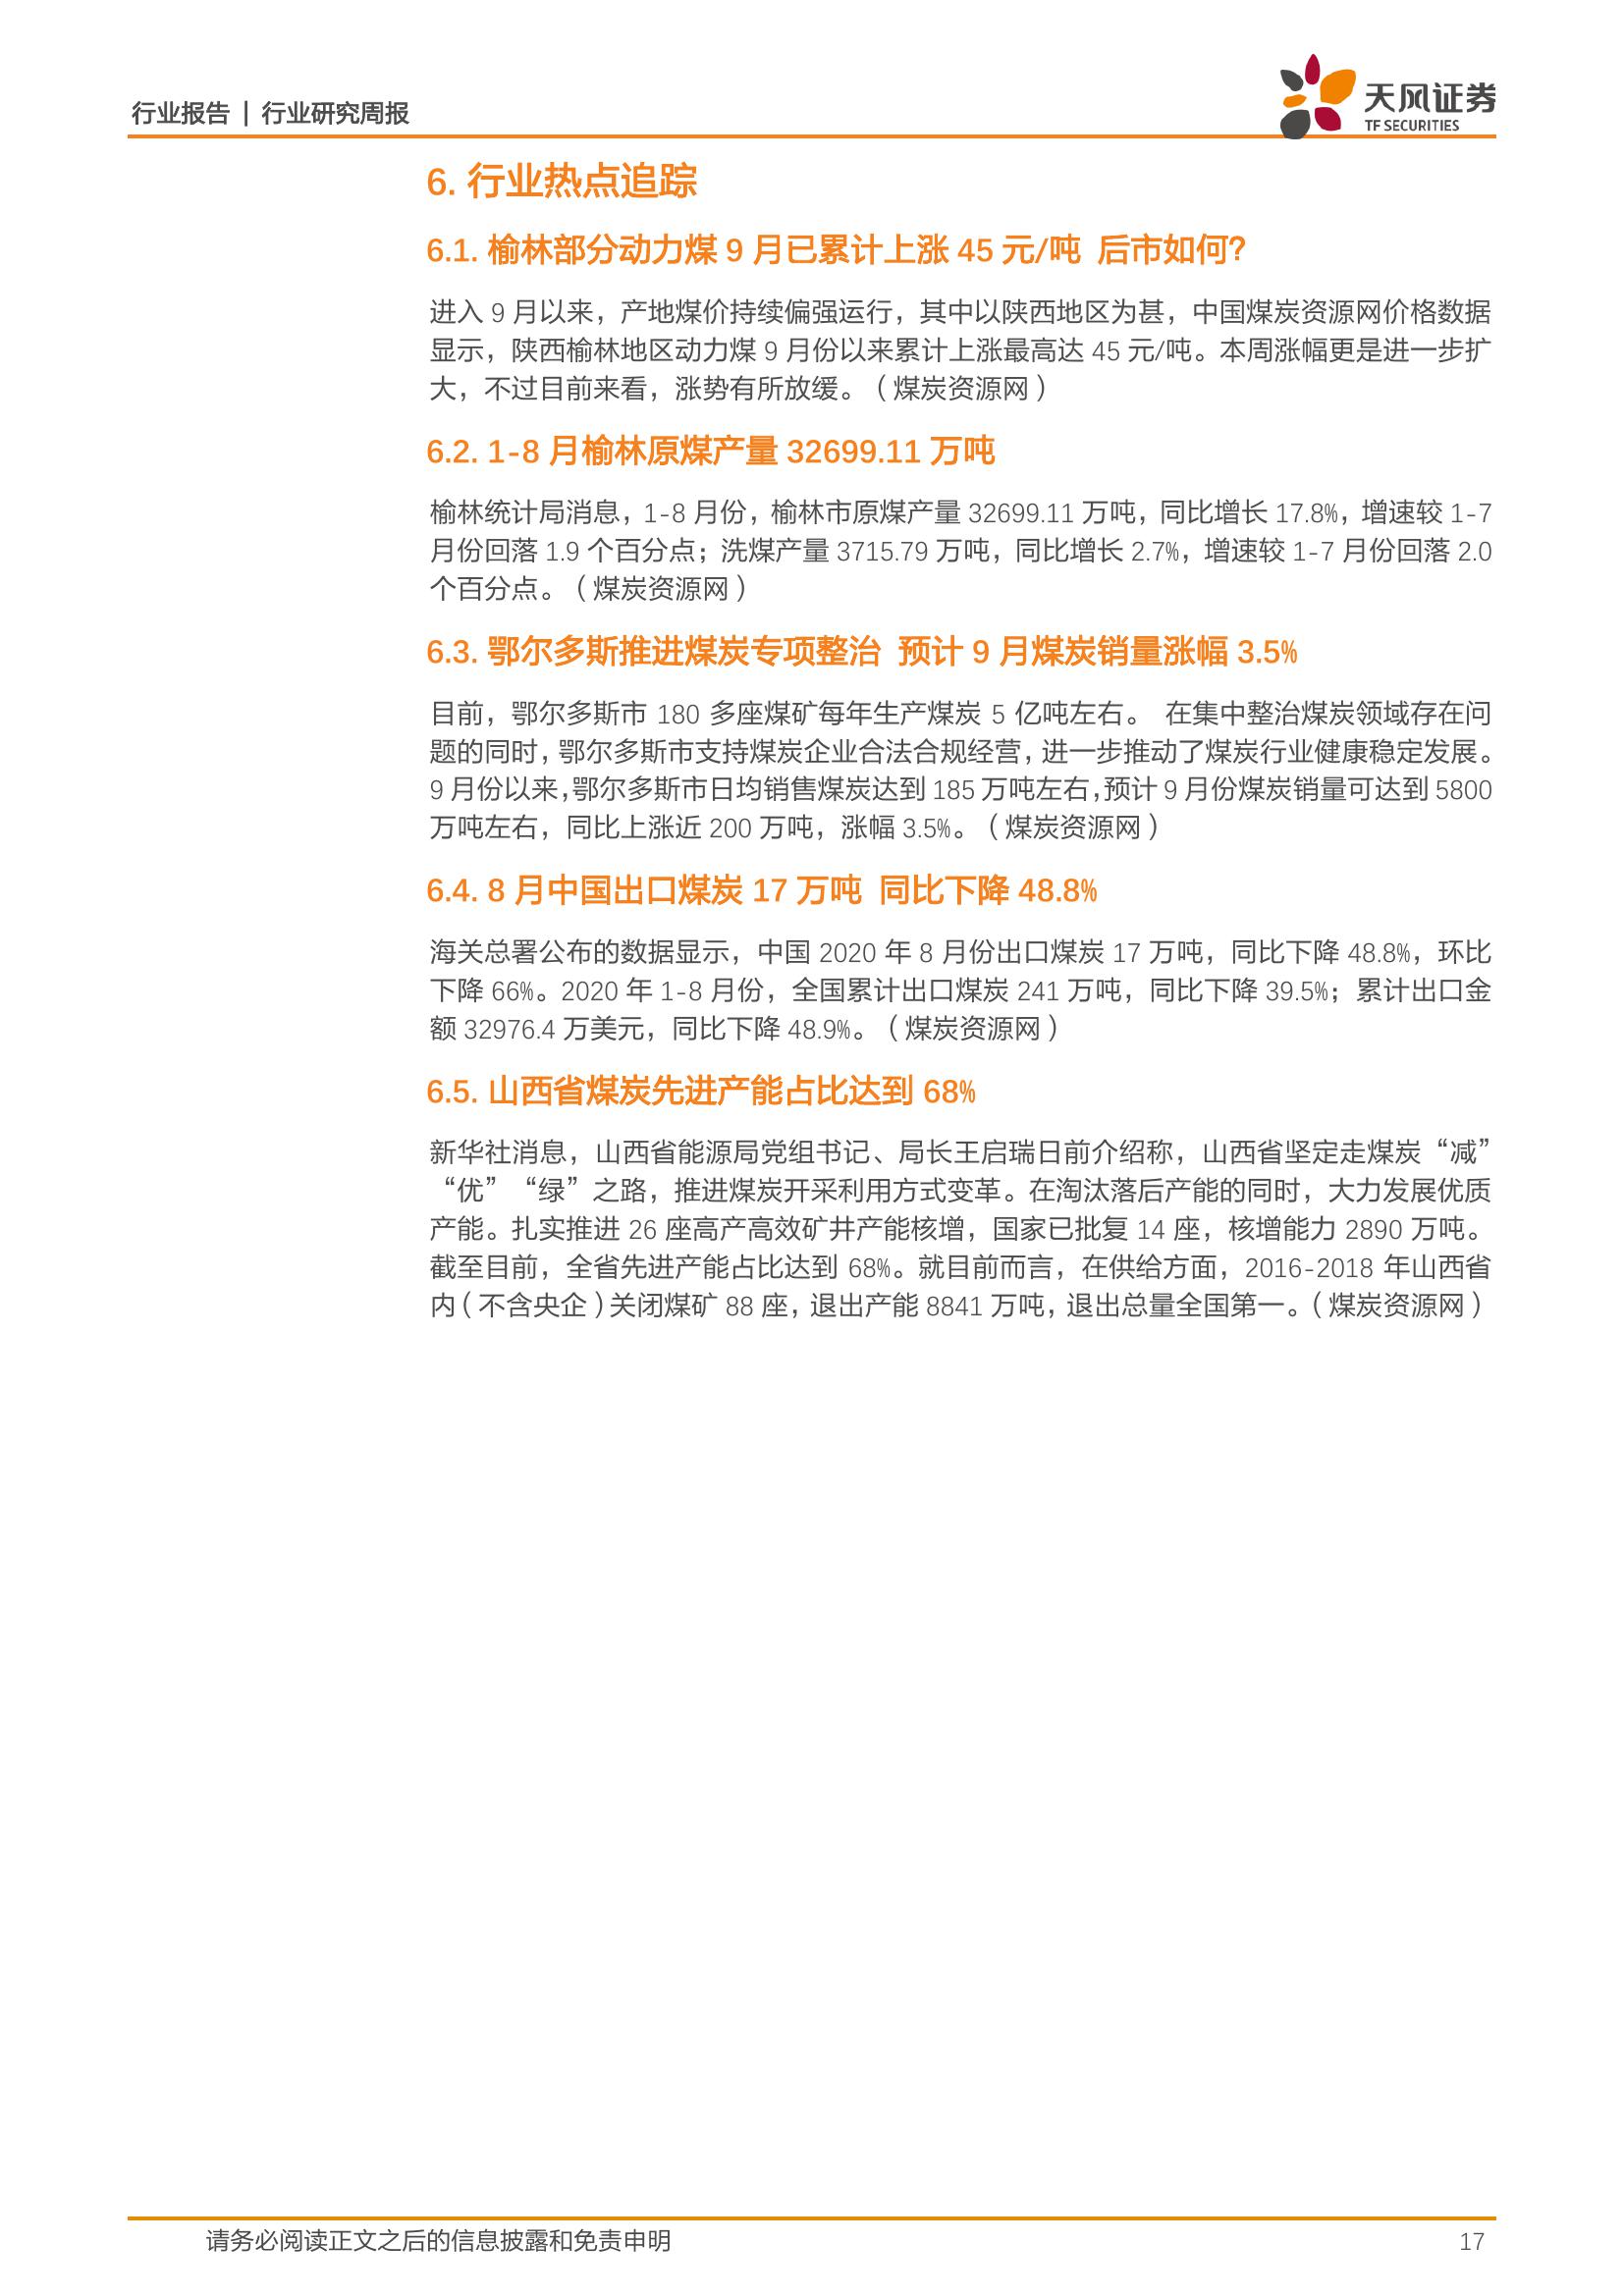 行业报告 | 行业研究周报
天风证券
TF SECURITIES
6. 行业热点追踪
6.1. 榆林部分动力煤 9 月已累计上涨 45 元/吨 后市如何？
进入 9 月以来，产地煤价持续偏强运行，其中以陕西地区为甚，中国煤炭资源网价格数据
显示，陕西榆林地区动力煤 9 月份以来累计上涨最高达 45 元/吨。本周涨幅更是进一步扩
大，不过目前来看，涨势有所放缓。（煤炭资源网）
6.2. 1-8 月榆林原煤产量 32699.11 万吨
榆林统计局消息，1-8 月份，榆林市原煤产量 32699.11 万吨，同比增长 17.8%，增速较 1-7
月份回落 1.9 个百分点；洗煤产量 3715.79 万吨，同比增长 2.7%，增速较 1-7 月份回落 2.0
个百分点。（煤炭资源网）
6.3. 鄂尔多斯推进煤炭专项整治 预计 9 月煤炭销量涨幅 3.5%
目前，鄂尔多斯市 180 多座煤矿每年生产煤炭 5 亿吨左右。 在集中整治煤炭领域存在问
题的同时，鄂尔多斯市支持煤炭企业合法合规经营，进一步推动了煤炭行业健康稳定发展。
9 月份以来，鄂尔多斯市日均销售煤炭达到 185 万吨左右，预计 9 月份煤炭销量可达到 5800
万吨左右，同比上涨近 200 万吨，涨幅 3.5%。（煤炭资源网）
6.4. 8 月中国出口煤炭 17 万吨 同比下降 48.8%
海关总署公布的数据显示，中国 2020 年 8 月份出口煤炭 17 万吨，同比下降 48.8%，环比
下降 66%。2020 年 1-8 月份，全国累计出口煤炭 241 万吨，同比下降 39.5%；累计出口金
额 32976.4 万美元，同比下降 48.9%。（煤炭资源网）
6.5. 山西省煤炭先进产能占比达到 68%
新华社消息，山西省能源局党组书记、局长王启瑞日前介绍称，山西省坚定走煤炭“减”
“优”“绿”之路，推进煤炭开采利用方式变革。在淘汰落后产能的同时，大力发展优质
产能。扎实推进 26 座高产高效矿井产能核增，国家已批复 14 座，核增能力 2890 万吨。
截至目前，全省先进产能占比达到 68%。就目前而言，在供给方面，2016-2018 年山西省
内（不含央企）关闭煤矿 88 座，退出产能 8841 万吨，退出总量全国第一。（煤炭资源网）
请务必阅读正文之后的信息披露和免责申明
17